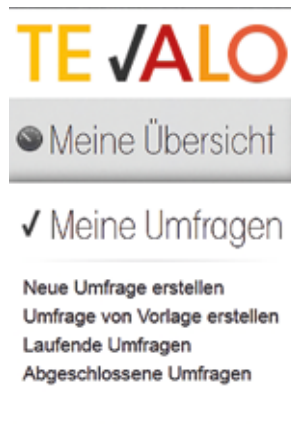 TEVALO
Meine Übersicht
Meine Umfragen
Neue Umfrage erstellen
Umfrage von Vorlage erstellen
Laufende Umfragen
Abgeschlossene Umfragen